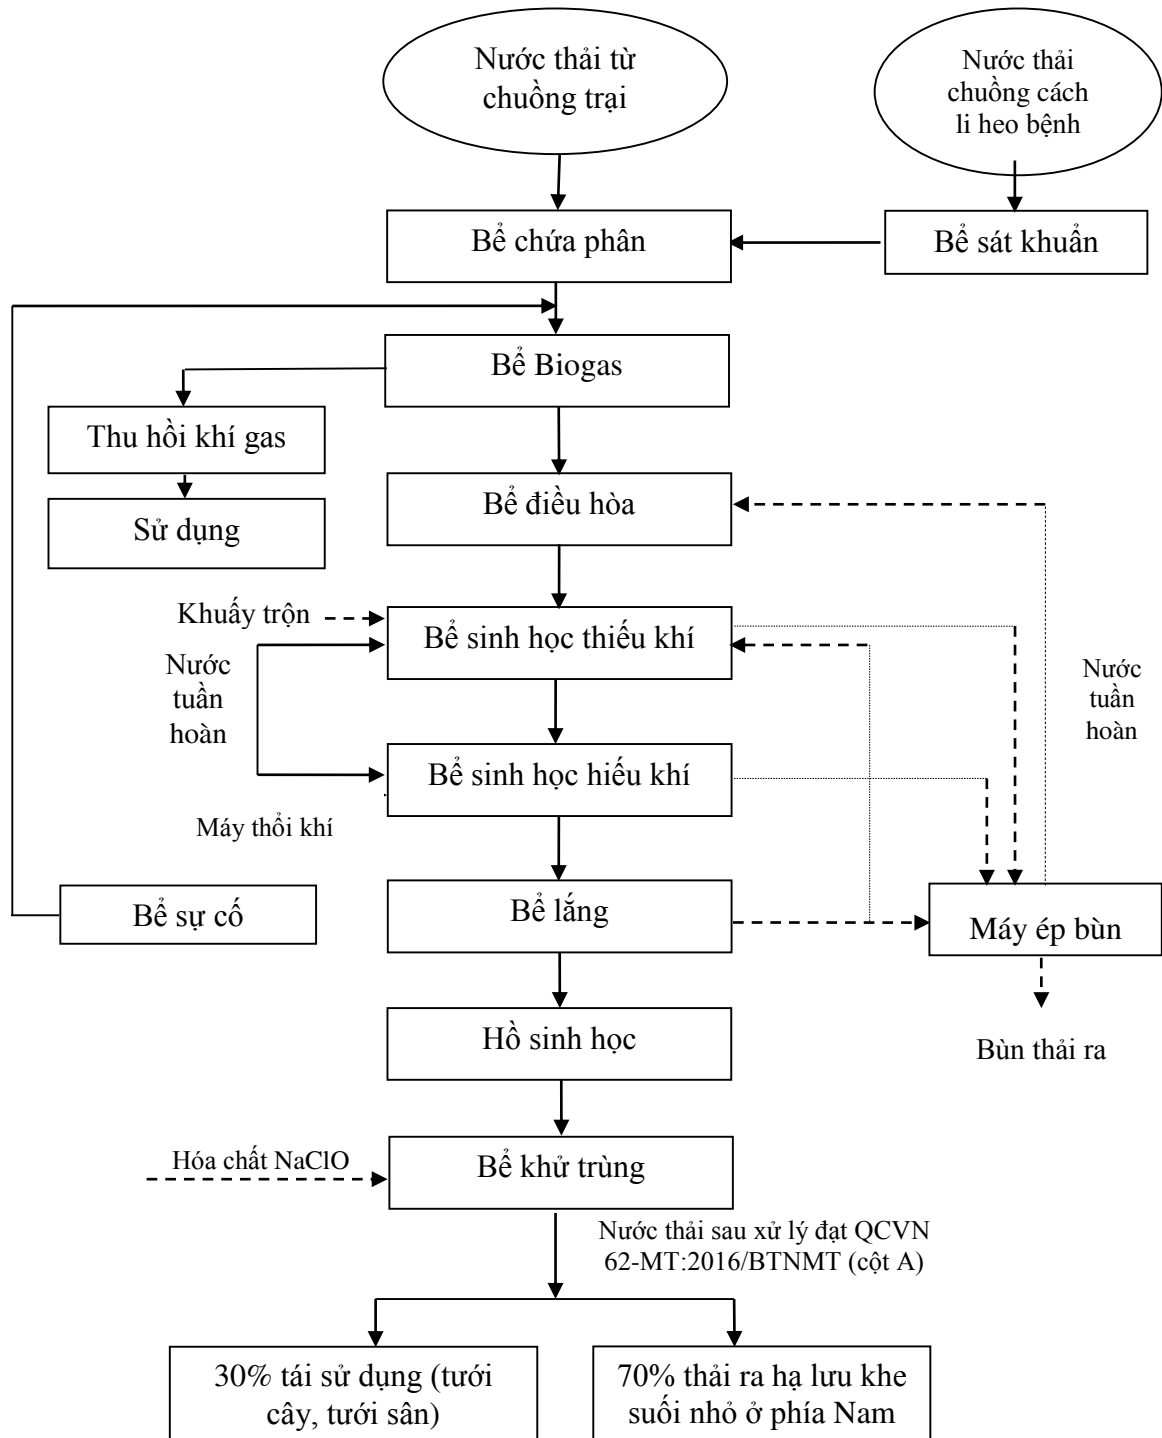 Nước thải từ
chuồng trại
Nước thải
chuồng cách
li heo bệnh
Bể chứa phân
Bể sát khuẩn
Bể Biogas
Thu hồi khí gas
Sử dụng
Bể điều hòa
Khuấy trộn
Bể sinh học thiếu khí
Nước
tuần
hoàn
Nước
tuần
hoàn
Bể sinh học hiếu khí
Máy thổi khí
Bể sự cố
Bể lắng
Máy ép bùn
Hồ sinh học
Bùn thải ra
Hóa chất NaClO
Bể khử trùng
Nước thải sau xử lý đạt QCVN
62-MT:2016/BTNMT (cột A)
30% tái sử dụng (tưới
cây, tưới sân)
70% thải ra hạ lưu khe
suối nhỏ ở phía Nam